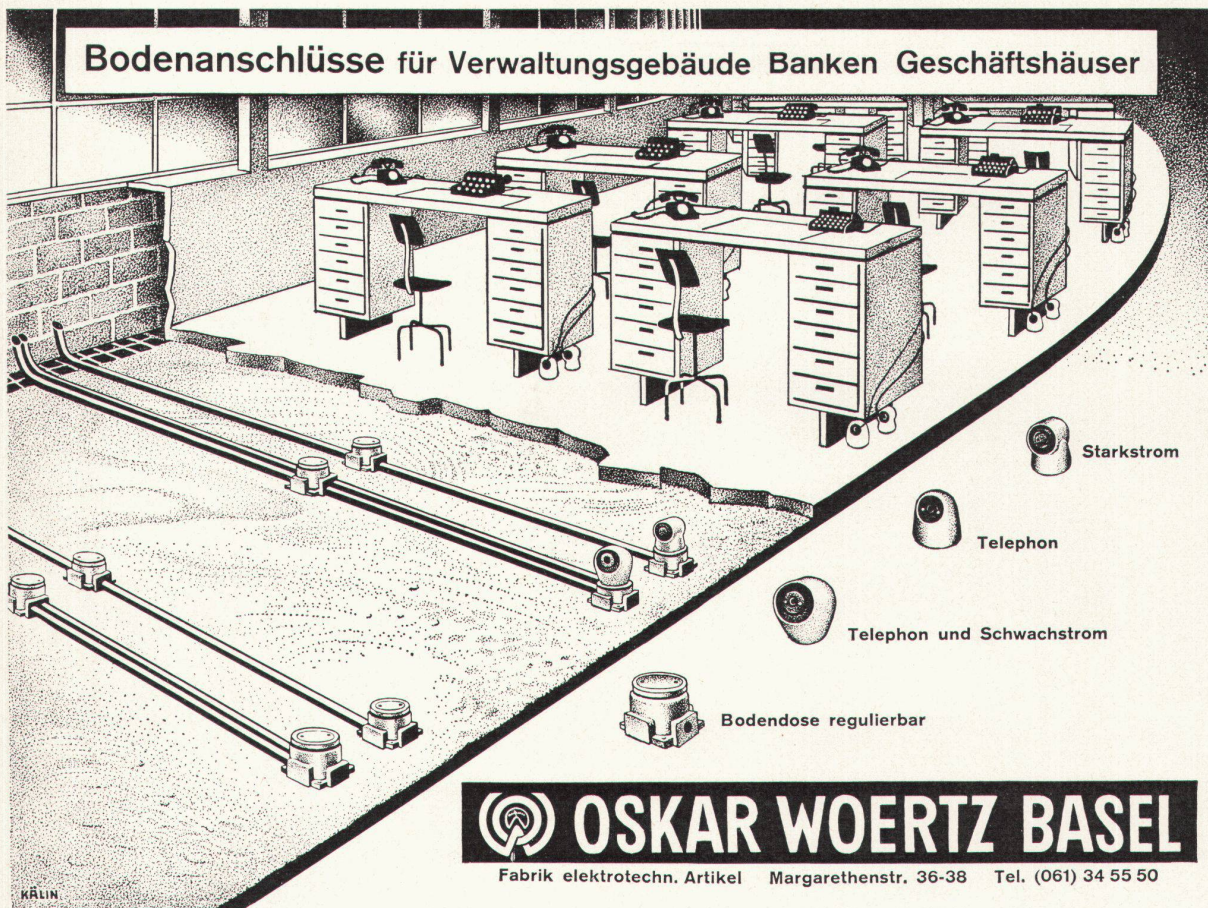 Bodenanschlüsse für Verwaltungsgebäude Banken Geschäftshäuser
Starkstrom
Telephon
Telephon und Schwachstrom
Bodendose regulierbar
OSKAR WOERTZ BASEL
Fabrik elektrotechn. Artikel Margarethenstr. 36-38 Tel. (061) 34 55 50
KÄLIN